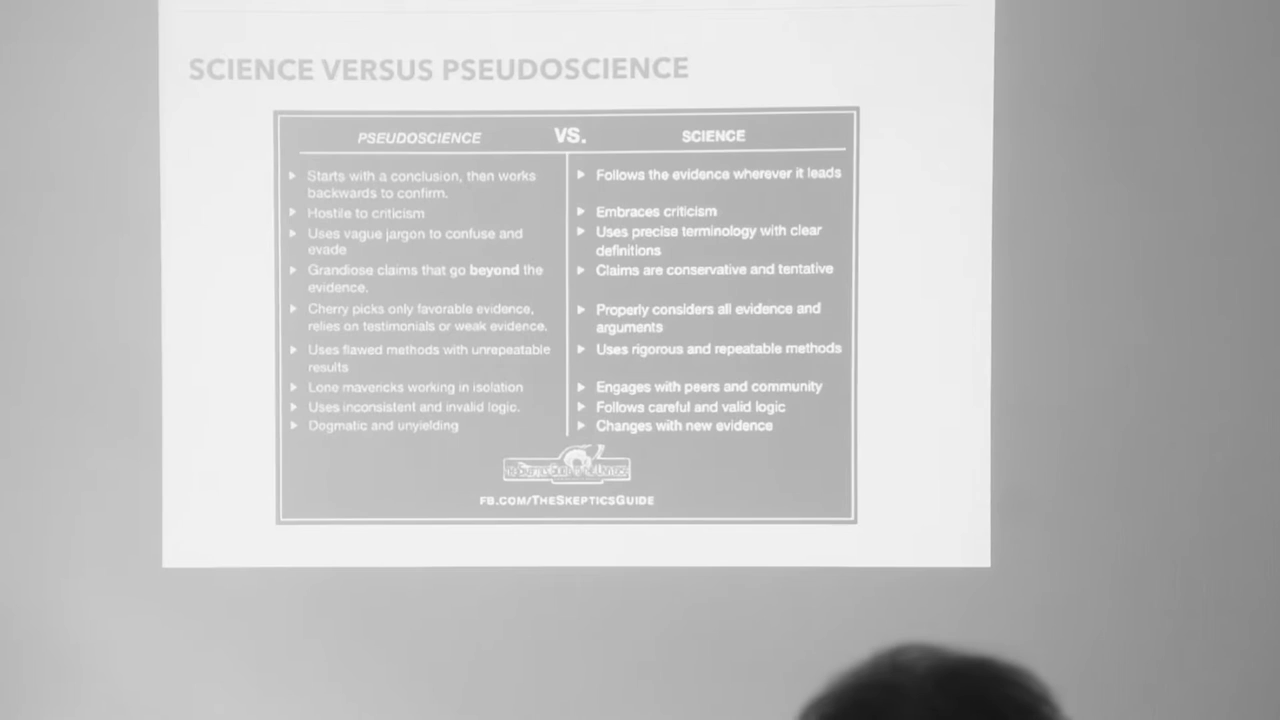 SCIENCE VERSUS PSEUDOSCIENCE
PSEUDOSCIENCE VS. SCIENCE
Starts with a conclusion, then works
backwards to confirm.
Hostile to criticism
Uses vague jargon to confuse and
evade
Grandiose claims that go beyond the
evidence.
Cherry picks only favorable evidence,
relies on testimonials or weak evidence.
Uses flawed methods with unrepeatable
results
Lone mavericks working in isolation
Uses inconsistent and invalid logic.
Dogmatic and unyielding
Follows the evidence wherever it leads
Embraces criticism
Uses precise terminology with clear
definitions
Claims are conservative and tentative
Properly considers all evidence and
arguments
Uses rigorous and repeatable methods
Engages with peers and community
Follows careful and valid logic
Changes with new evidence
FB.COM/THESKEPTICSGUIDE